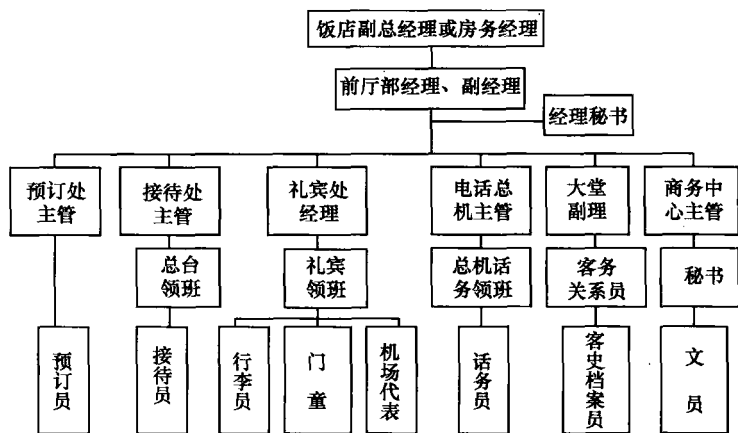 饭店副总经理或房务经理
前厅部经理、副经理
经理秘书
预订处
主管
接待处
主管
礼宾处
经理
电话总
机主管
大堂
副理
商务中
心主管
总台
领班
礼宾
领班
总机话
务领班
客务
关系员
秘书
预订员
接待员
行李员
门童
机场代表
话务员
客史档案员
文员